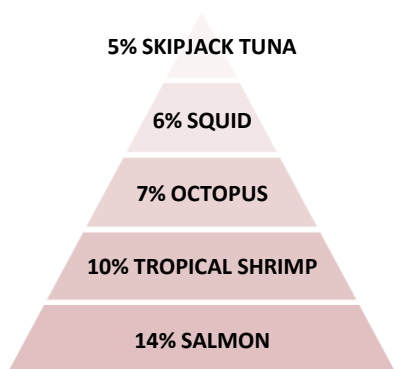 5% SKIPJACK TUNA
6% SQUID
7% OCTOPUS
10% TROPICAL SHRIMP
14% SALMON